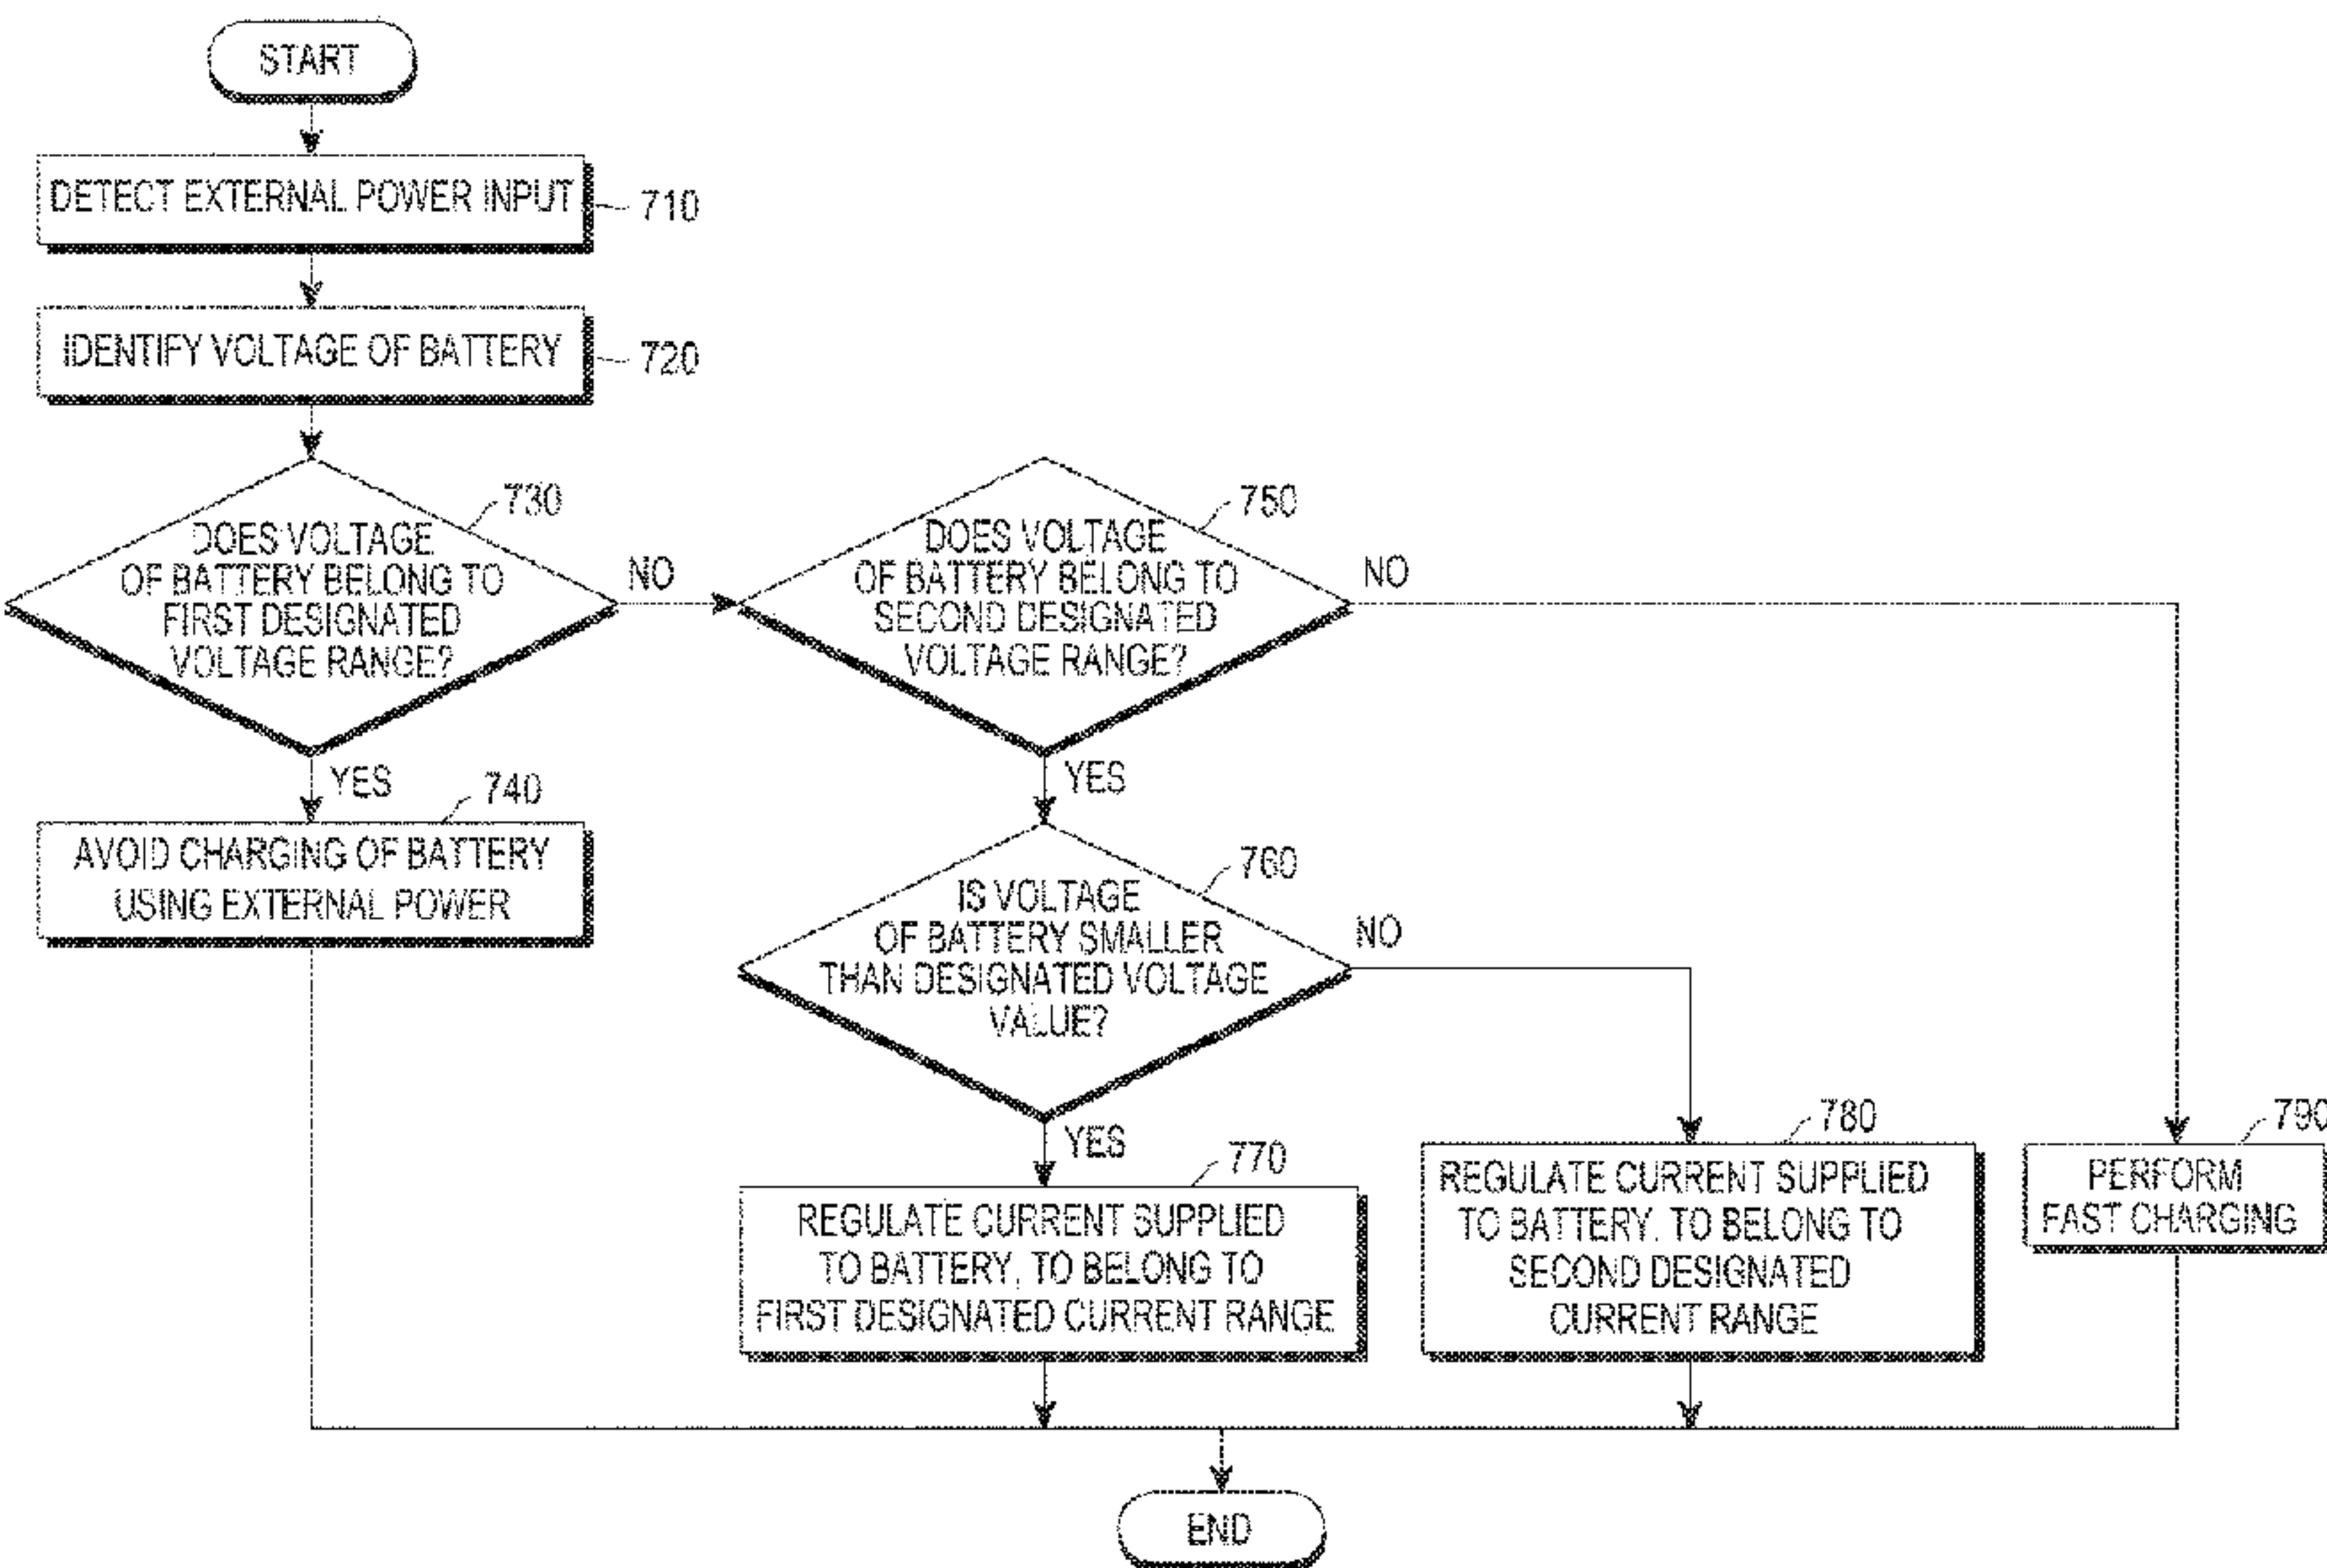 START
DETECT EXTERNAL POWER INPUT
710
IDENTIFY VOLTAGE OF BATTERY
720
730
DOES VOLTAGE
OF BATTERY BELONG TO
FIRST DESIGNATED
VOLTAGE RANGE?
NO
YES
740
AVOID CHARGING OF BATTERY
USING EXTERNAL POWER
750
DOES VOLTAGE
OF BATTERY BELONG TO
SECOND DESIGNATED
VOLTAGE RANGE?
NO
YES
760
IS VOLTAGE
OF BATTERY SMALLER
THAN DESIGNATED VOLTAGE
VALUE?
NO
YES
770
REGULATE CURRENT SUPPLIED
TO BATTERY, TO BELONG TO
FIRST DESIGNATED CURRENT RANGE
780
REGULATE CURRENT SUPPLIED
TO BATTERY, TO BELONG TO
SECOND DESIGNATED
CURRENT RANGE
790
PERFORM
FAST CHARGING
END